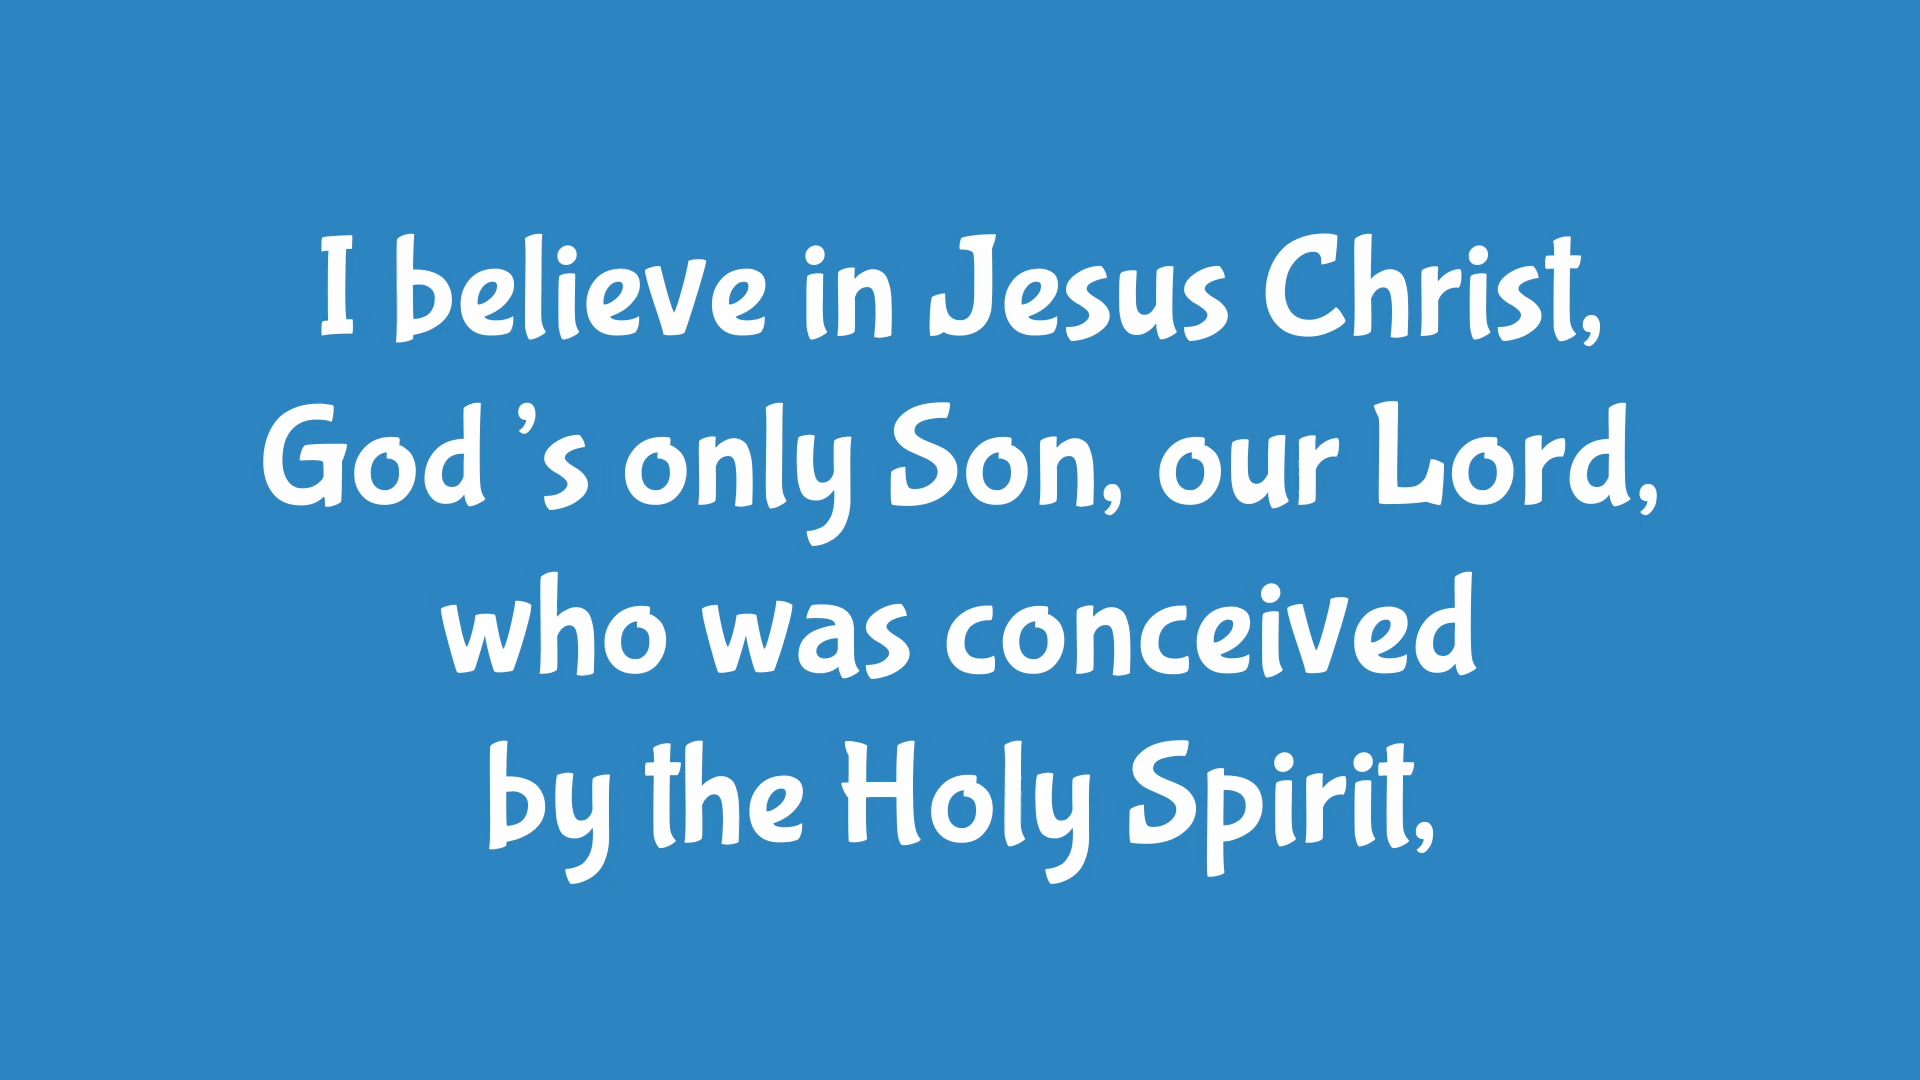 I believe in Jesus Christ,
God's only Son, our Lord,
who was conceived
by the Holy Spirit,